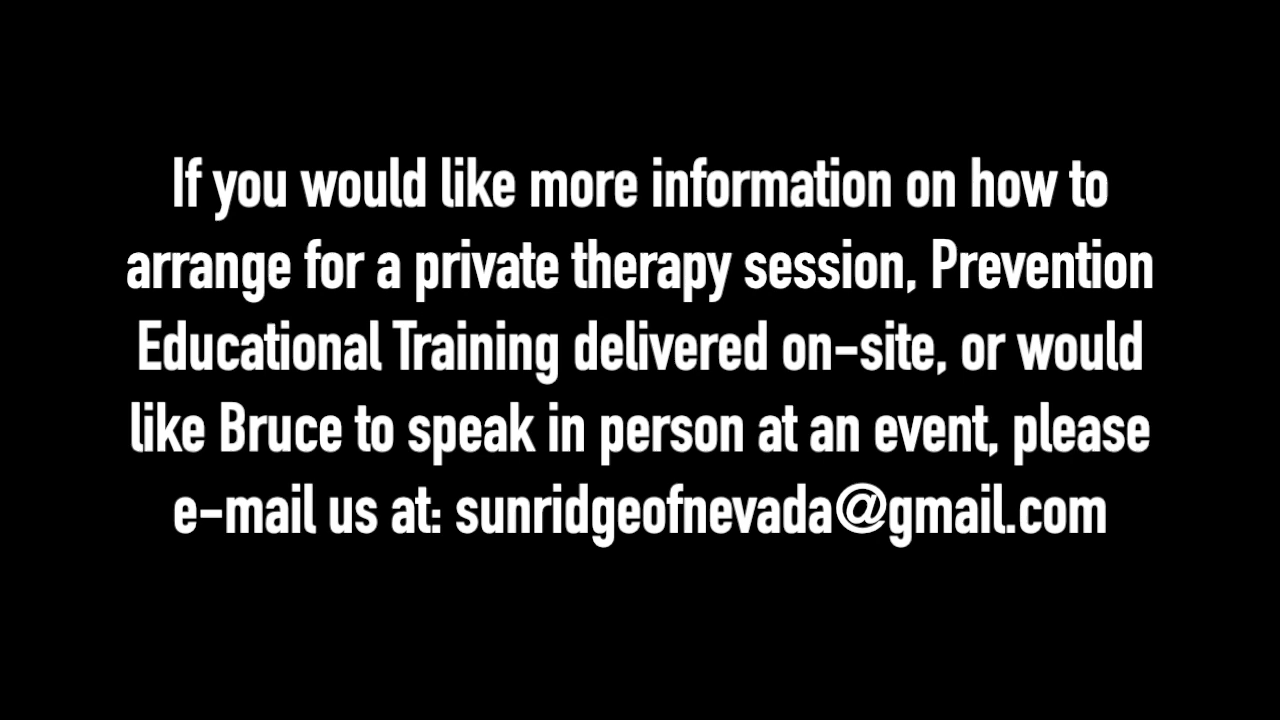 If you would like more information on how to
arrange for a private therapy session, Prevention
Educational Training delivered on-site, or would
like Bruce to speak in person at an event, please
e-mail us at: sunridgeofnevada@gmail.com